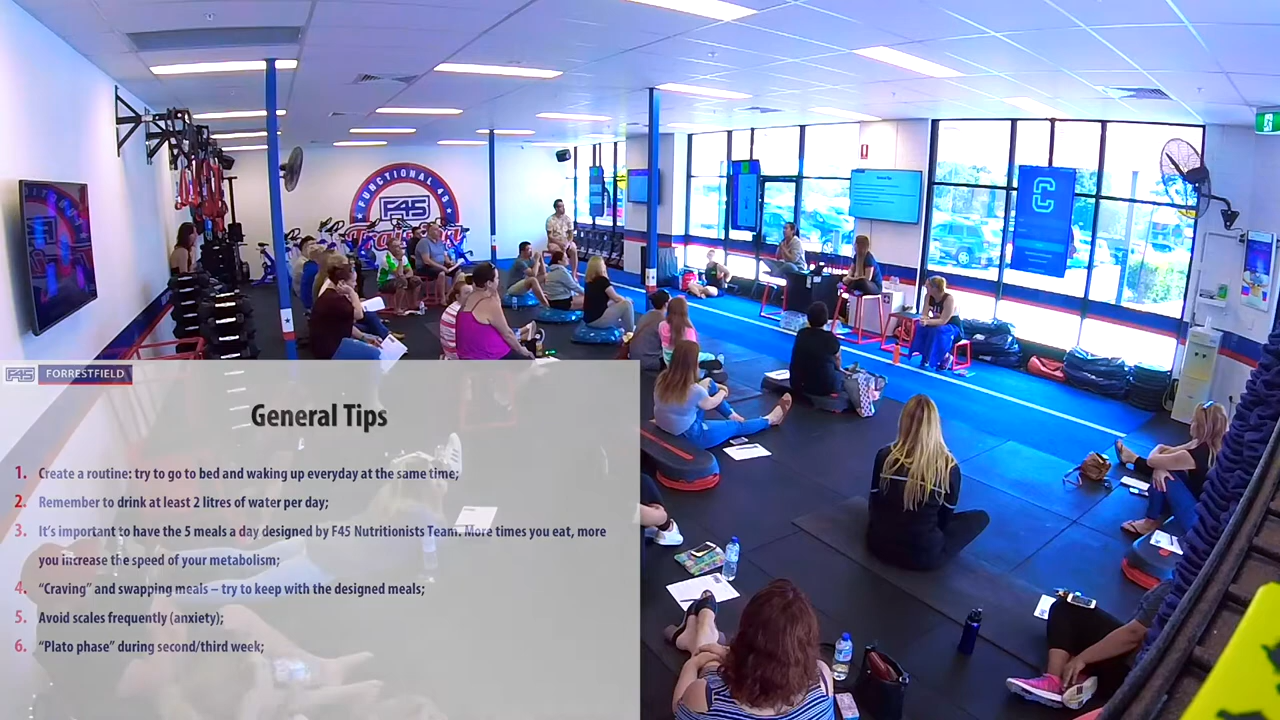 FUNCTIONAL 45
F45
Training
General Tips
F45 FORRESTFIELD
General Tips
1. Create a routine: try to go to bed and waking up everyday at the same time;
2. Remember to drink at least 2 litres of water per day;
3. It's important to have the 5 meals a day designed by F45 Nutritionists Team. More times you eat, more
you increase the speed of your metabolism;
4. “Craving” and swapping meals – try to keep with the designed meals;
5. Avoid scales frequently (anxiety);
6. “Plato phase” during second/third week;